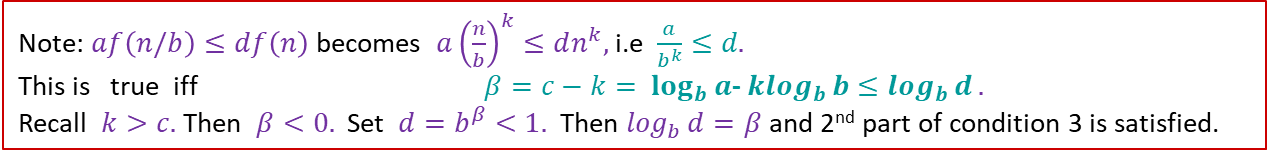 Note: af(n/b) ≤ df(n) becomes a(n/b)^k ≤ dn^k, i.e a/b^k ≤ d.
This is true iff β = c − k = log_b a- klog_b b ≤ log_b d .
Recall k > c. Then β < 0. Set d = b^β < 1. Then log_b d = β and 2nd part of condition 3 is satisfied.